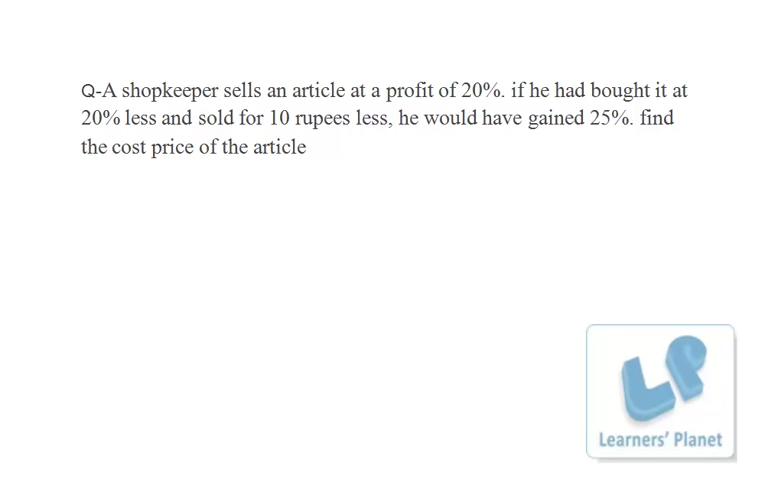 Q-A shopkeeper sells an article at a profit of 20%. if he had bought it at
20% less and sold for 10 rupees less, he would have gained 25%. find
the cost price of the article
LP
Learners' Planet